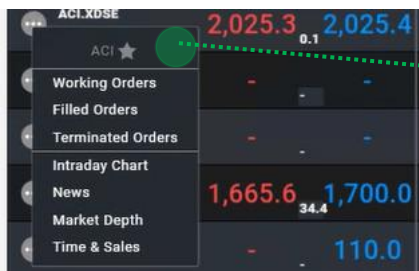 ACI.XDSE
2,025.3 0.1 2,025.4
ACI
Working Orders
- - -
Filled Orders
Terminated Orders
- - -
Intraday Chart
News
1,665.6 34.4 1,700.0
Market Depth
Time & Sales
- - 110.0